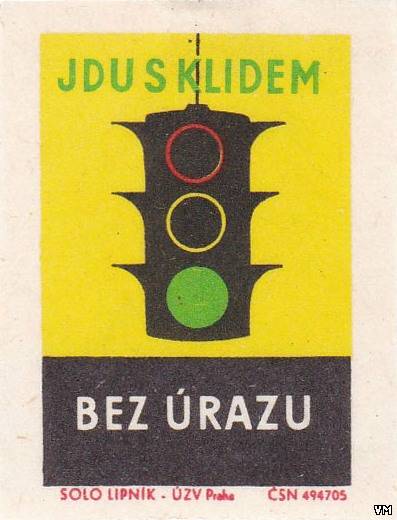 JDU S KLIDEM
BEZ ÚRAZU
SOLO LIPNÍK - ÚZV Praha ČSN 494705
VM